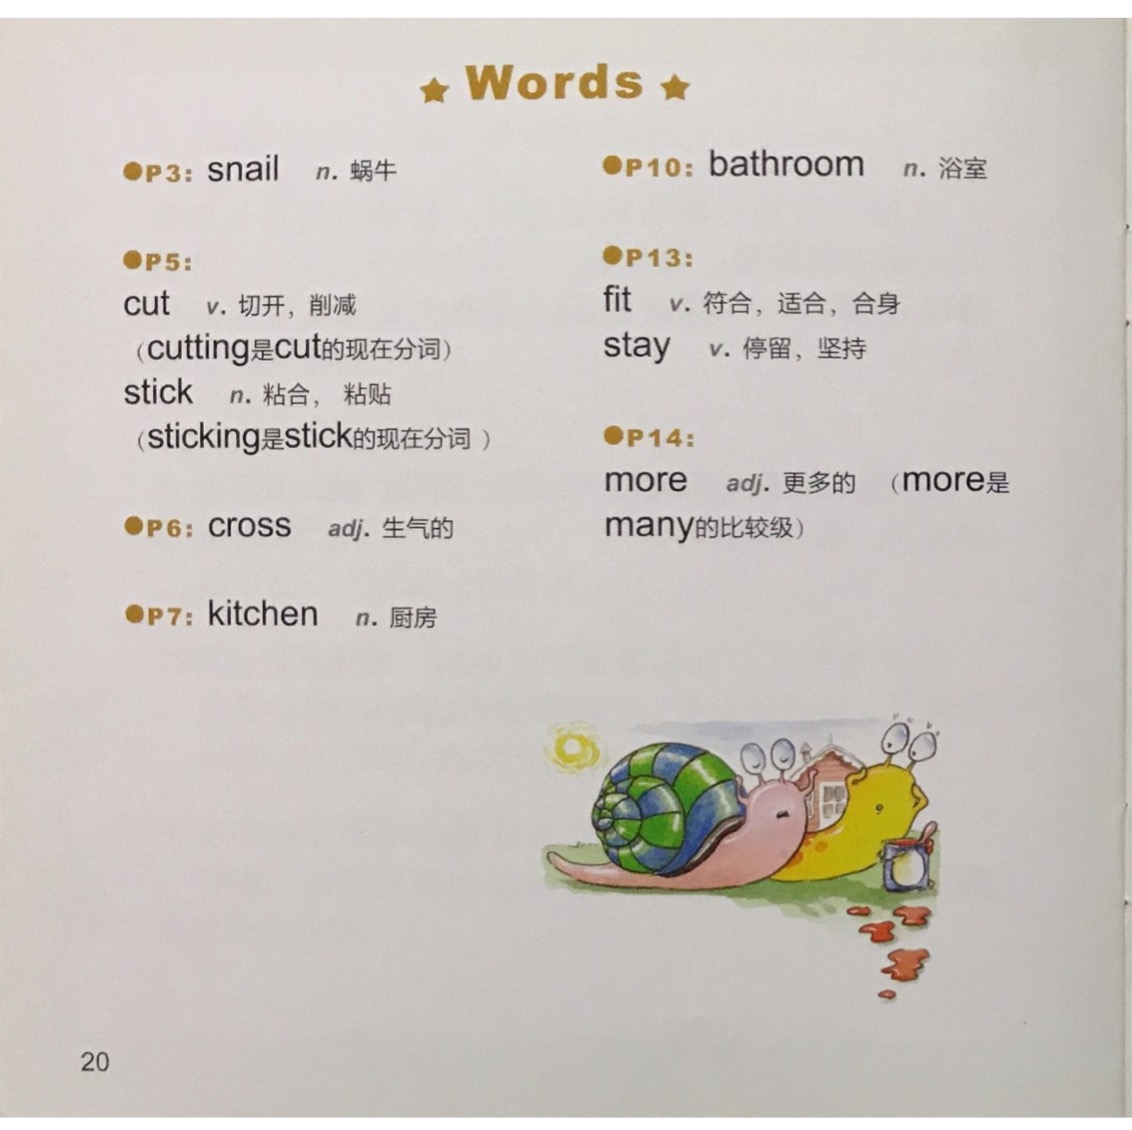 Words
P3: snail n. 蜗牛
P5:
cut v. 切开，削减
（cutting是cut的现在分词）
stick n. 粘合， 粘贴
（sticking是stick的现在分词 ）
P6: cross adj. 生气的
P7: kitchen n. 厨房
P10: bathroom n. 浴室
P13:
fit v. 符合，适合，合身
stay v. 停留，坚持
P14:
more adj. 更多的 （more是
many的比较级）
20